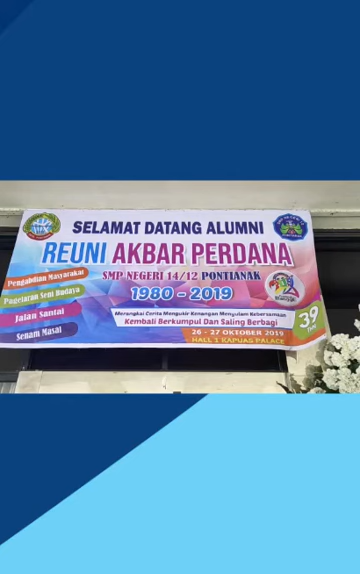 SELAMAT DATANG ALUMNI
REUNI AKBAR PERDANA
SMP NEGERI 14/12 PONTIANAK
1980 - 2019
Pengabdian Masyarakat
Pagelaran Seni Budaya
Jalan Santai
Senam Masal
Merangkai Cerita Mengukir Kenangan Mengulam Kebersamaan
Kembali Berkumpul Dan Saling Berbagi
26 - 27 OKTOBER 2019
HALL 1 KAPUAS PALACE
39